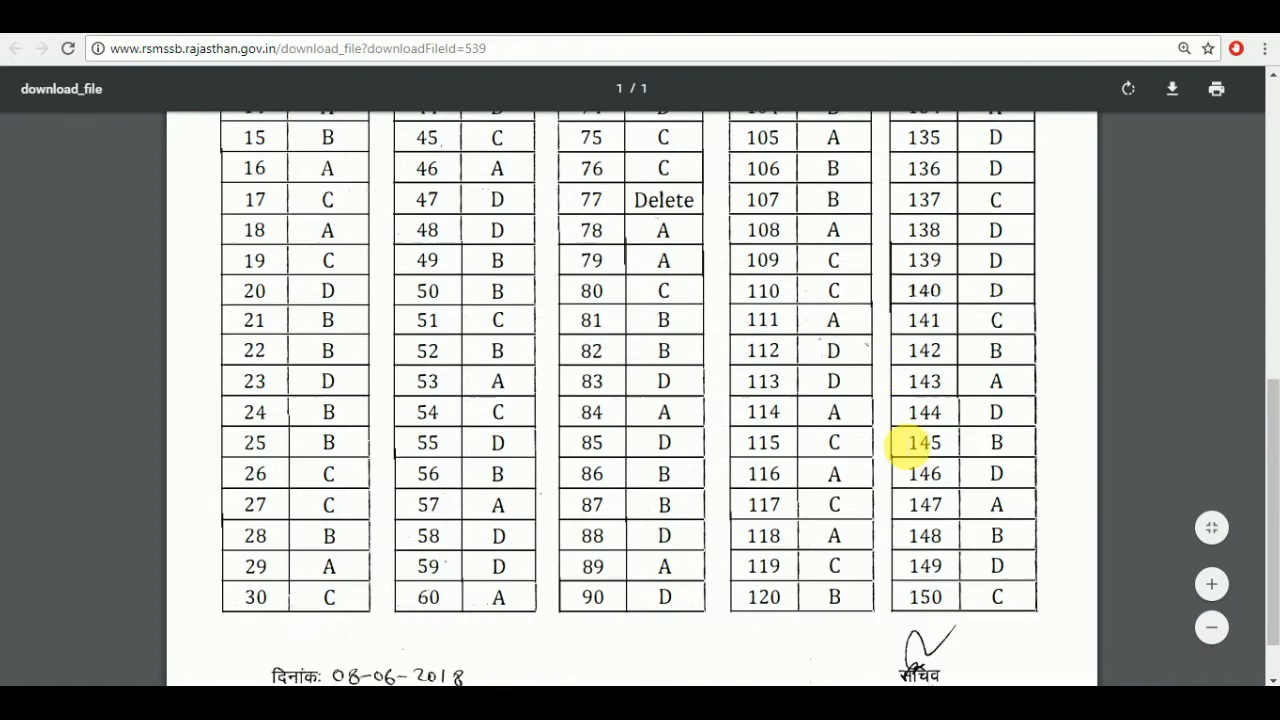 www.rsmssb.rajasthan.gov.in/download_file?downloadFileId=539
download_file 1 / 1
15 B 45 C 75 C 105 A 135 D
16 A 46 A 76 C 106 B 136 D
17 C 47 D 77 Delete 107 B 137 C
18 A 48 D 78 A 108 A 138 D
19 C 49 B 79 A 109 C 139 D
20 D 50 B 80 C 110 C 140 D
21 B 51 C 81 B 111 A 141 C
22 B 52 B 82 B 112 D 142 B
23 D 53 A 83 D 113 D 143 A
24 B 54 C 84 A 114 A 144 D
25 B 55 D 85 D 115 C 145 B
26 C 56 B 86 B 116 A 146 D
27 C 57 A 87 B 117 C 147 A
28 B 58 D 88 D 118 A 148 B
29 A 59 D 89 A 119 C 149 D
30 C 60 A 90 D 120 B 150 C
दिनांक: 08-06-2018 सचिव